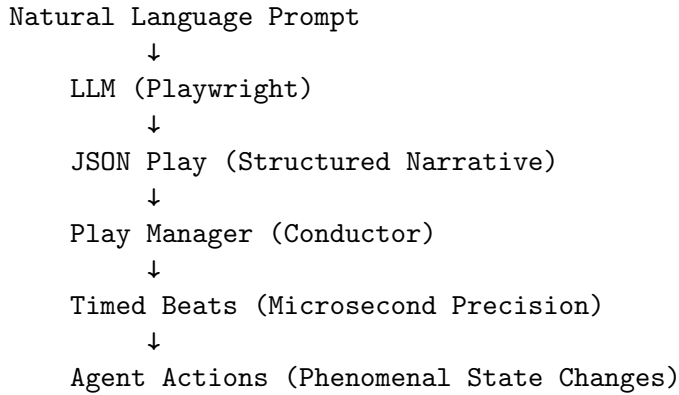 Natural Language Prompt
↓
LLM (Playwright)
↓
JSON Play (Structured Narrative)
↓
Play Manager (Conductor)
↓
Timed Beats (Microsecond Precision)
↓
Agent Actions (Phenomenal State Changes)